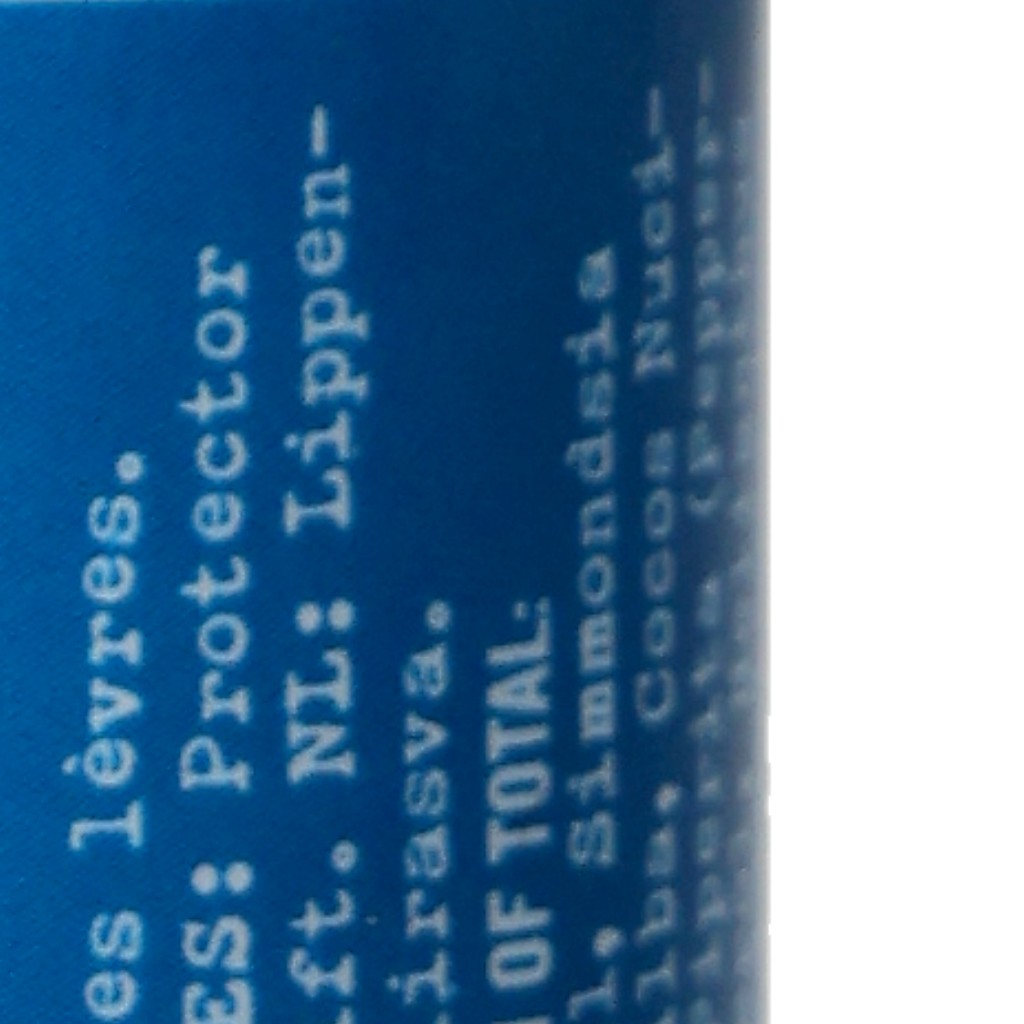 es lèvres.
ES: Protector
ft. NL: Lippen-
irasva.
OF TOTAL:
l. Simmondsia
lba. Cocos Nuci-